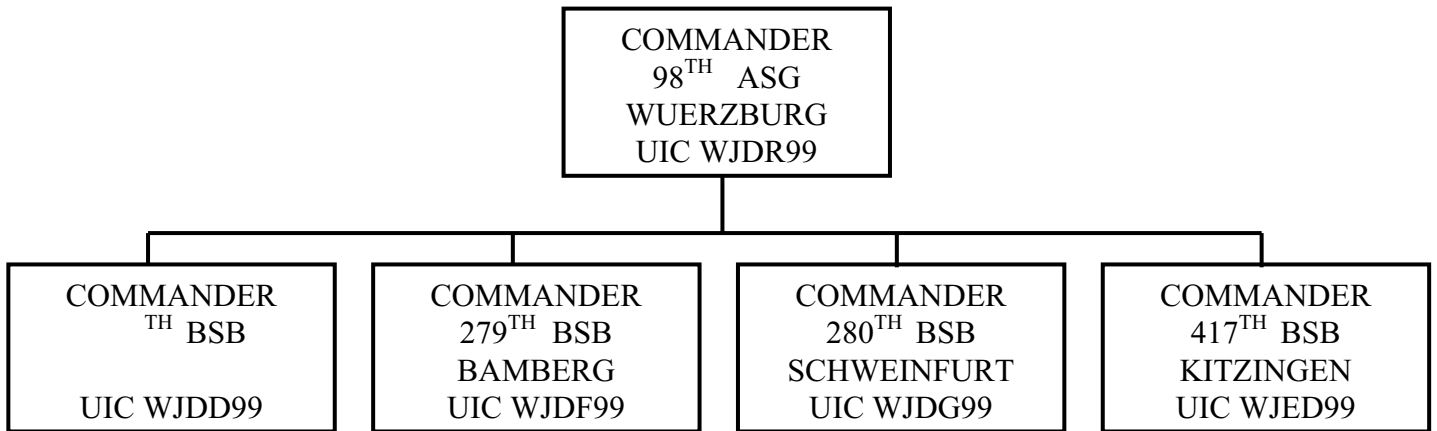 COMMANDER
98TH ASG
WUERZBURG
UIC WJDR99
COMMANDER
TH BSB
UIC WJDD99
COMMANDER
279TH BSB
BAMBERG
UIC WJDF99
COMMANDER
280TH BSB
SCHWEINFURT
UIC WJDG99
COMMANDER
417TH BSB
KITZINGEN
UIC WJED99